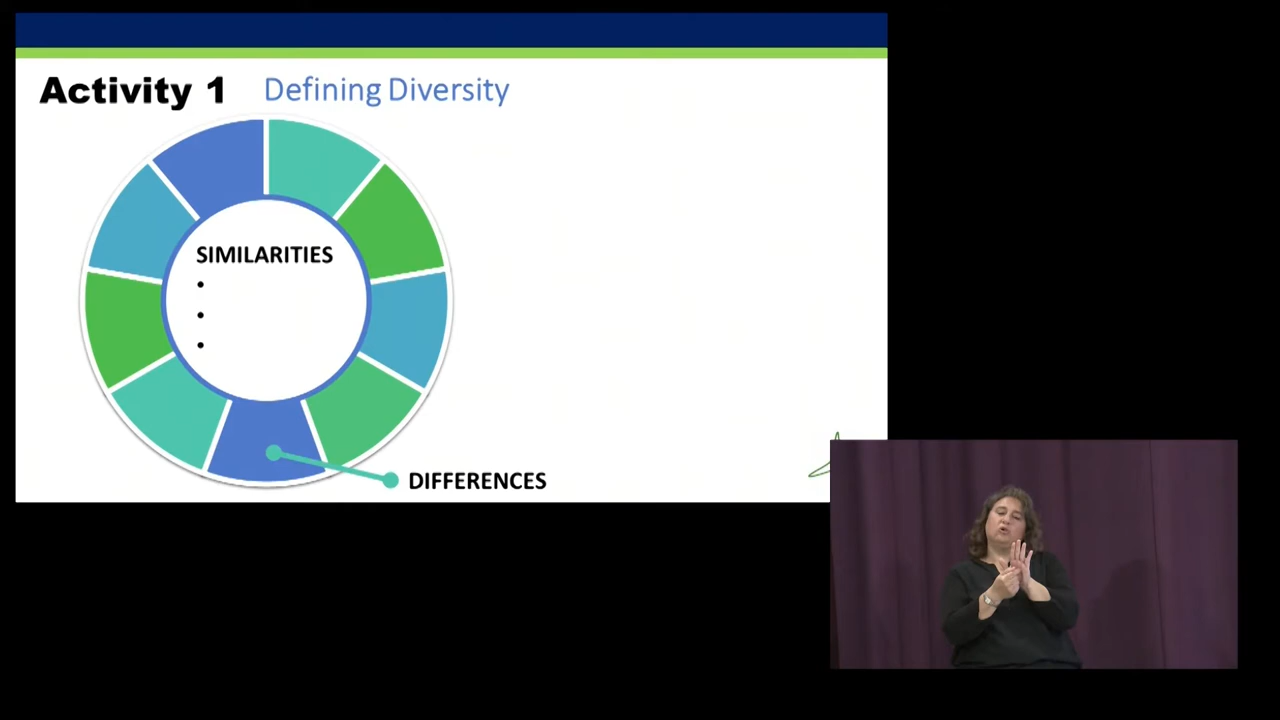 Activity 1 Defining Diversity
SIMILARITIES
•
•
•
DIFFERENCES